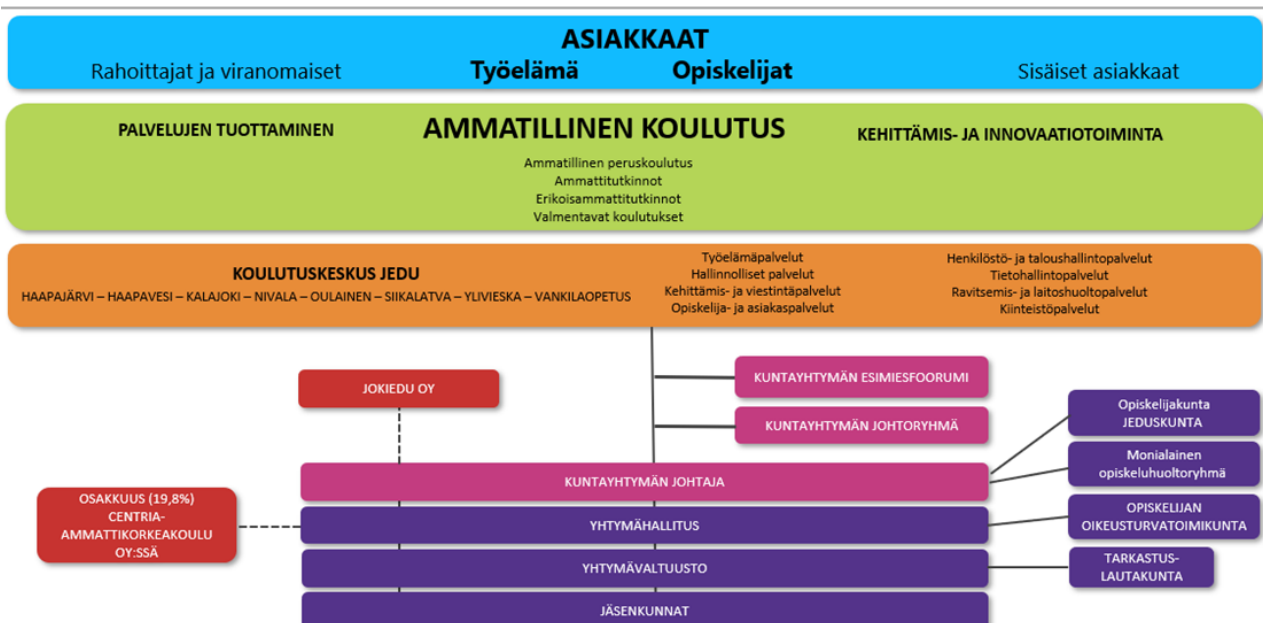 ASIAKKAAT
Rahoittajat ja viranomaiset
Työelämä
Opiskelijat
Sisäiset asiakkaat
PALVELUJEN TUOTTAMINEN
AMMATILLINEN KOULUTUS
KEHITTÄMIS- JA INNOVAATIOTOIMINTA
Ammatillinen peruskoulutus
Ammattitutkinnot
Erikoisammattitutkinnot
Valmentavat koulutukset
KOULUTUSKESKUS JEDU
HAAPAJÄRVI – HAAPAVESI – KALAJOKI – NIVALA – OULAINEN – SIIKALATVA – YLIVIESKA – VANKILAOPETUS
Työelämäpalvelut
Hallinnolliset palvelut
Kehittämis- ja viestintäpalvelut
Opiskelija- ja asiakaspalvelut
Henkilöstö- ja taloushallintopalvelut
Tietohallintopalvelut
Ravitsemis- ja laitoshuoltopalvelut
Kiinteistöpalvelut
JOKIEDU OY
KUNTAYHTYMÄN ESIMIESFOORUMI
KUNTAYHTYMÄN JOHTORYHMÄ
Opiskelijakunta
JEDUSKUNTA
Monialainen
opiskeluhuoltoryhmä
KUNTAYHTYMÄN JOHTAJA
OSAKKUUS (19,8%)
CENTRIA-
AMMATTIKORKEAKOULU
OY:SSÄ
YHTYMÄHALLITUS
OPISKELIJAN
OIKEUSTURVATOIMIKUNTA
YHTYMÄVALTUUSTO
TARKASTUS-
LAUTAKUNTA
JÄSENKUNNAT